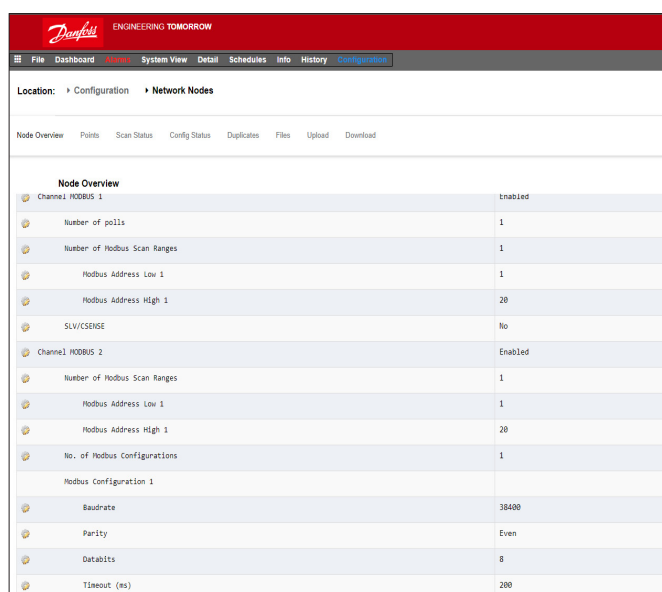 Danfoss ENGINEERING TOMORROW
File Dashboard Alarms System View Detail Schedules Info History Configuration
Location: Configuration Network Nodes
Node Overview Points Scan Status Config Status Duplicates Files Upload Download
Node Overview
Channel MODBUS 1 Enabled
Number of polls 1
Number of Modbus Scan Ranges 1
Modbus Address Low 1 1
Modbus Address High 1 20
SLV/CSENSE No
Channel MODBUS 2 Enabled
Number of Modbus Scan Ranges 1
Modbus Address Low 1 1
Modbus Address High 1 20
No. of Modbus Configurations 1
Modbus Configuration 1
Baudrate 38400
Parity Even
Databits 8
Timeout (ms) 200